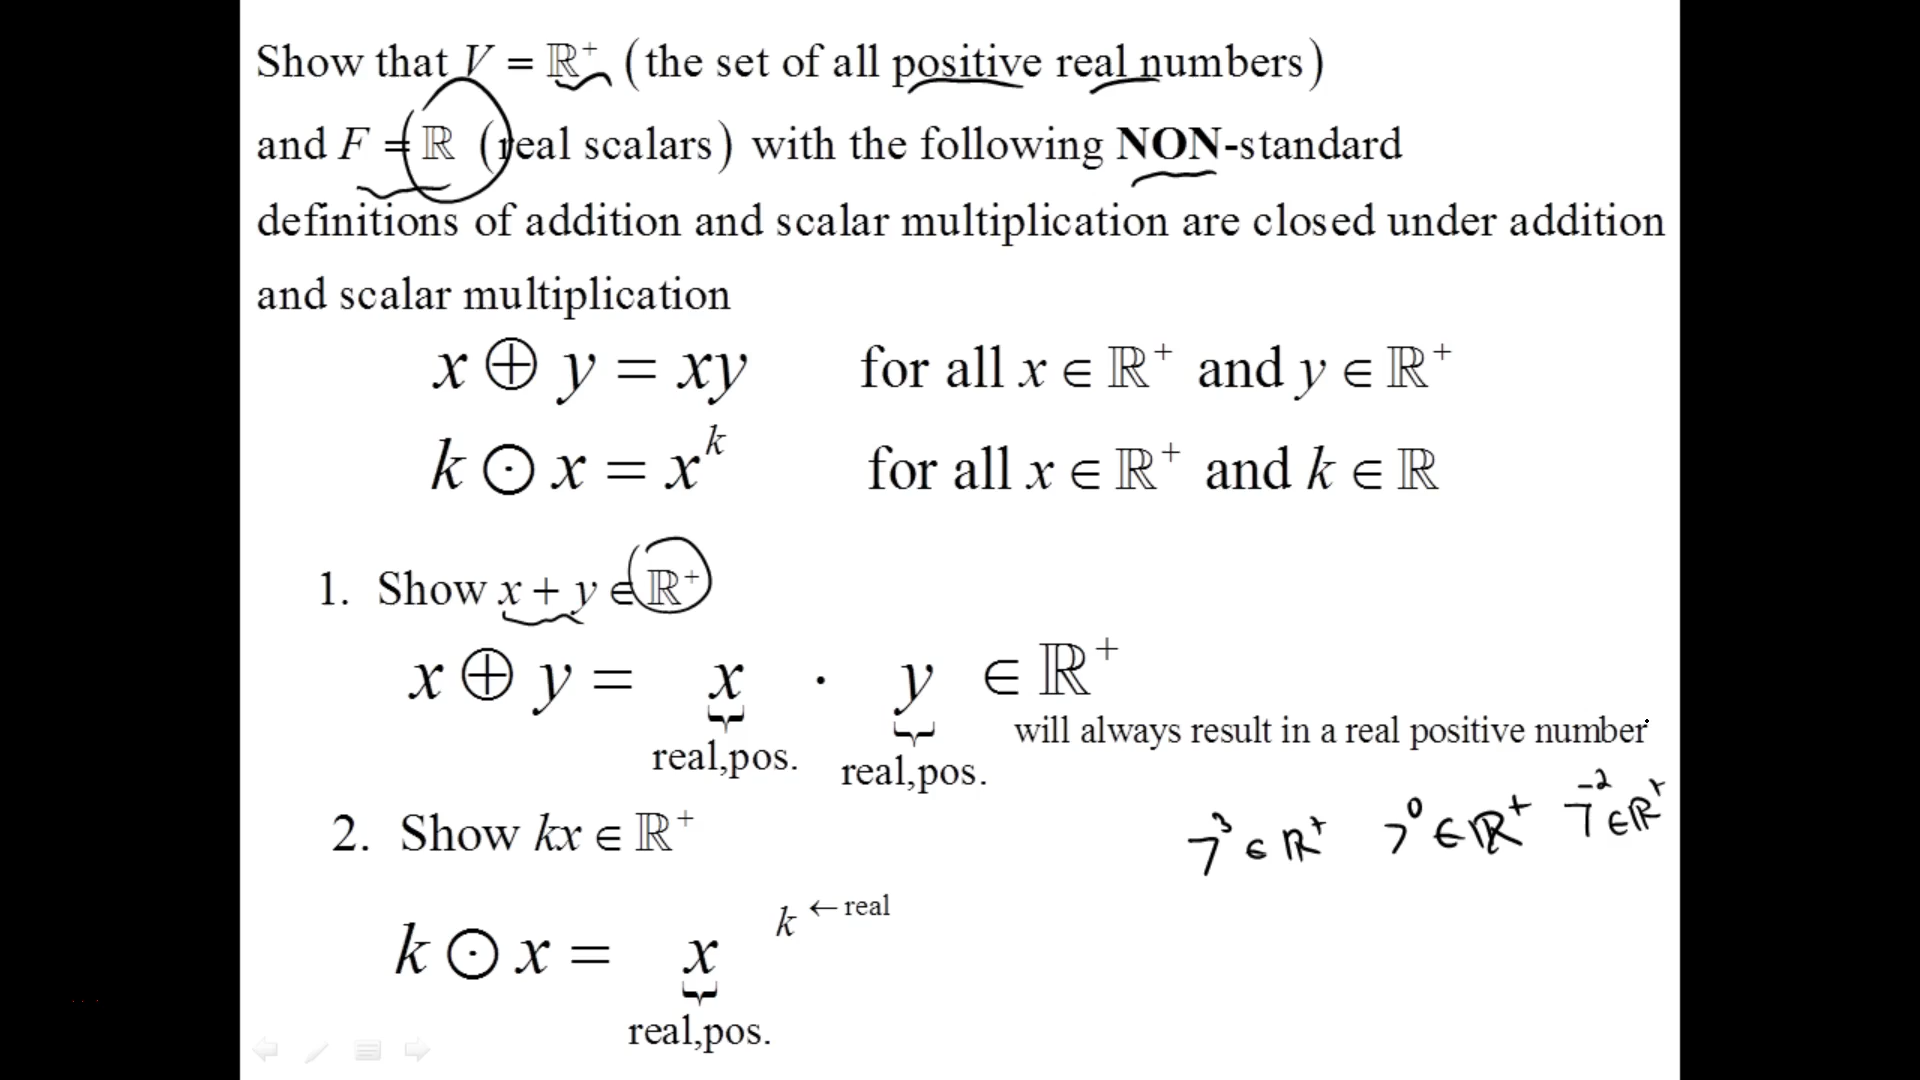 Show that V = ℝ⁺ (the set of all positive real numbers)
and F = ℝ (real scalars) with the following NON-standard
definitions of addition and scalar multiplication are closed under addition
and scalar multiplication
x ⊕ y = xy for all x ∈ ℝ⁺ and y ∈ ℝ⁺
k ⊙ x = xᵏ for all x ∈ ℝ⁺ and k ∈ ℝ
1. Show x + y ∈ ℝ⁺
x ⊕ y = x · y ∈ ℝ⁺
will always result in a real positive number
real,pos. real,pos.
7³ ∈ ℝ⁺ 7⁰ ∈ ℝ⁺ 7⁻² ∈ ℝ⁺
2. Show kx ∈ ℝ⁺
k ⊙ x = x k ← real
real,pos.